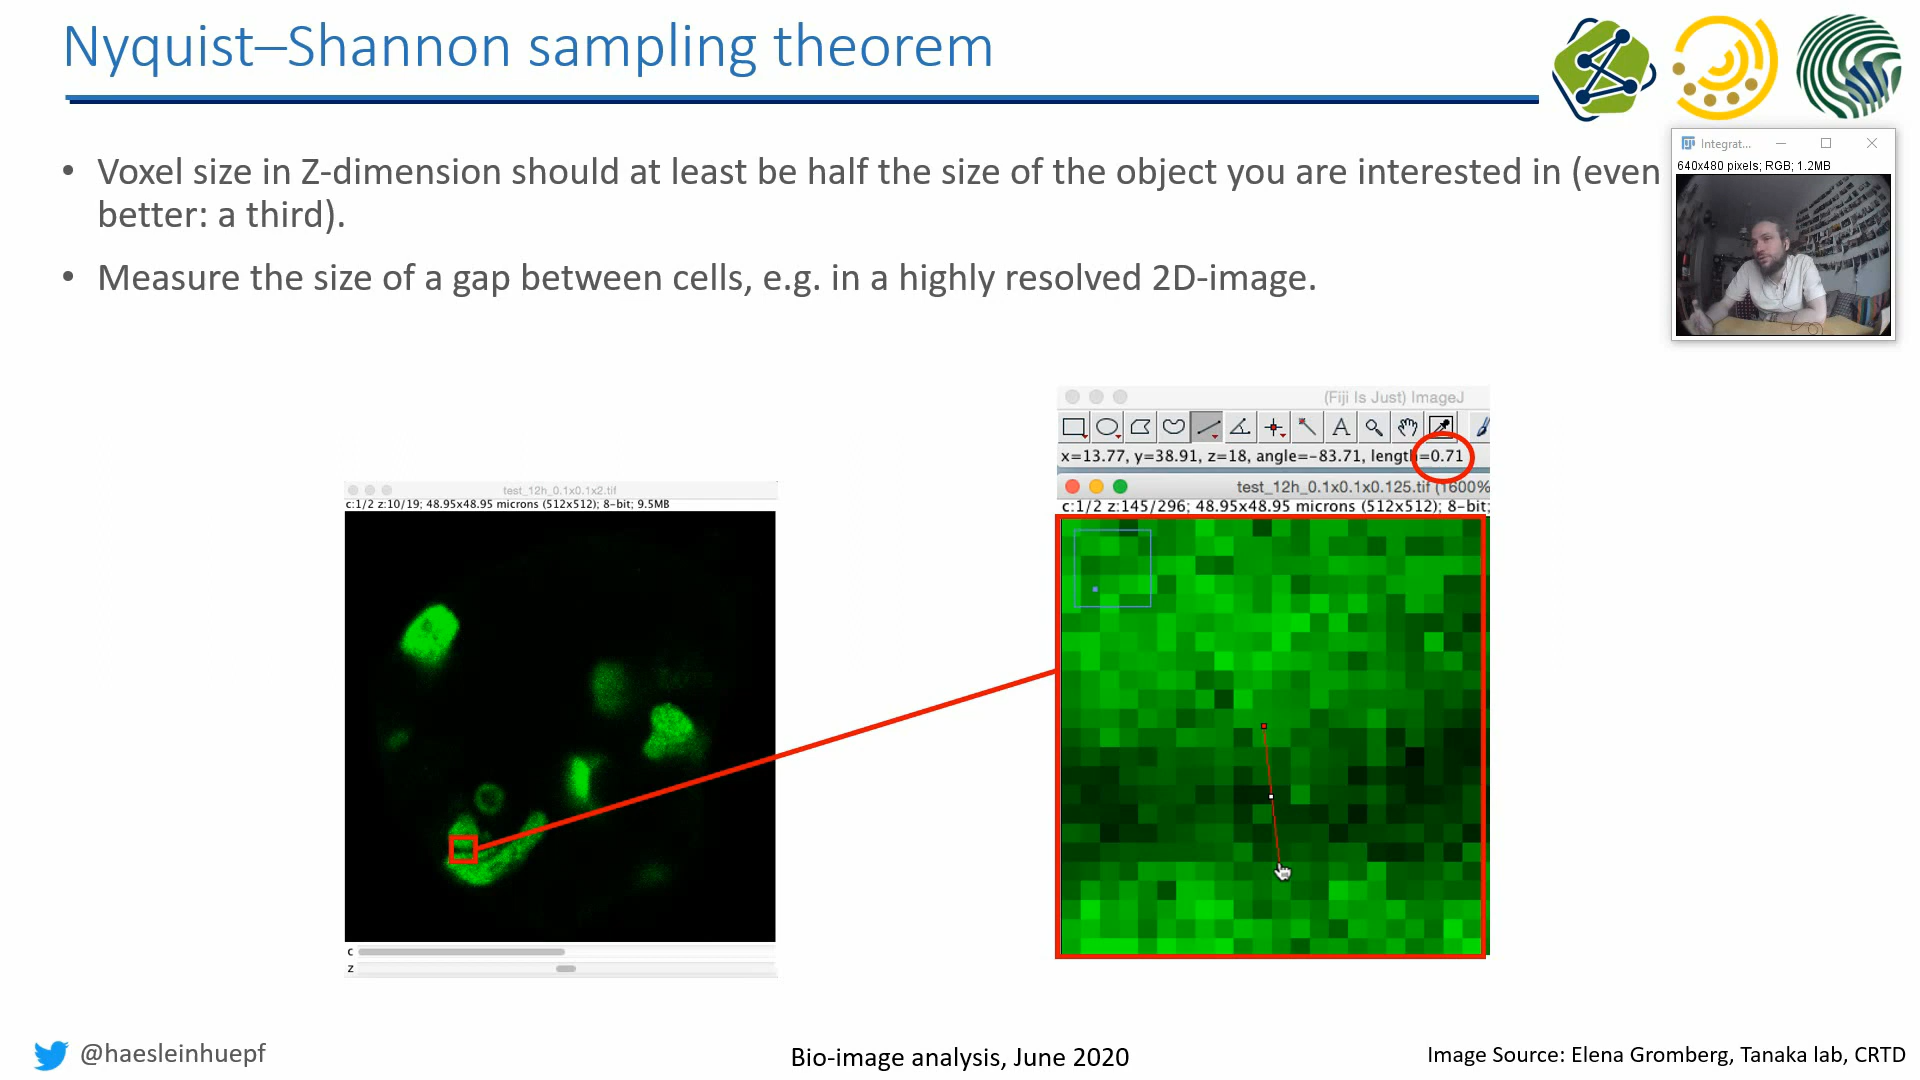 Nyquist–Shannon sampling theorem
• Voxel size in Z-dimension should at least be half the size of the object you are interested in (even
better: a third).
• Measure the size of a gap between cells, e.g. in a highly resolved 2D-image.
Integrat...
640x480 pixels; RGB; 1.2MB
(Fiji Is Just) ImageJ
A
x=13.77, y=38.91, z=18, angle=-83.71, length=0.71
test_12h_0.1x0.1x0.125.tif (1600%
c:1/2 z:145/296; 48.95x48.95 microns (512x512); 8-bit;
test_12h_0.1x0.1x2.tif
c:1/2 z:10/19; 48.95x48.95 microns (512x512); 8-bit; 9.5MB
c
z
@haesleinhuepf
Bio-image analysis, June 2020
Image Source: Elena Gromberg, Tanaka lab, CRTD